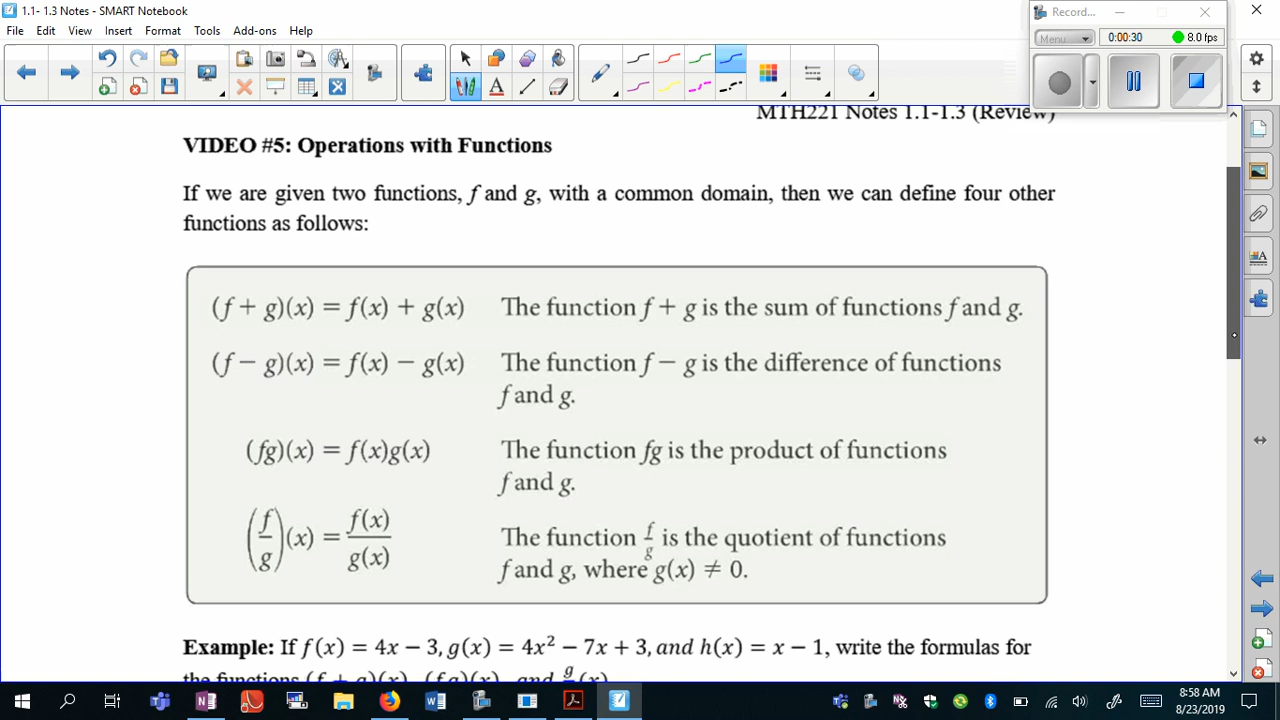 1.1- 1.3 Notes - SMART Notebook
File Edit View Insert Format Tools Add-ons Help
Record...
Menu 0:00:30 8.0 fps
MTH221 Notes 1.1-1.3 (Review)
VIDEO #5: Operations with Functions
If we are given two functions, f and g, with a common domain, then we can define four other
functions as follows:
(f + g)(x) = f(x) + g(x) The function f + g is the sum of functions f and g.
(f − g)(x) = f(x) − g(x) The function f − g is the difference of functions
f and g.
(fg)(x) = f(x)g(x) The function fg is the product of functions
f and g.
(f/g)(x) = f(x)/g(x) The function f/g is the quotient of functions
f and g, where g(x) ≠ 0.
Example: If f(x) = 4x − 3, g(x) = 4x² − 7x + 3, and h(x) = x − 1, write the formulas for
the functions (f + g)(x), (fg)(x), and g/h(x)
8:58 AM
8/23/2019